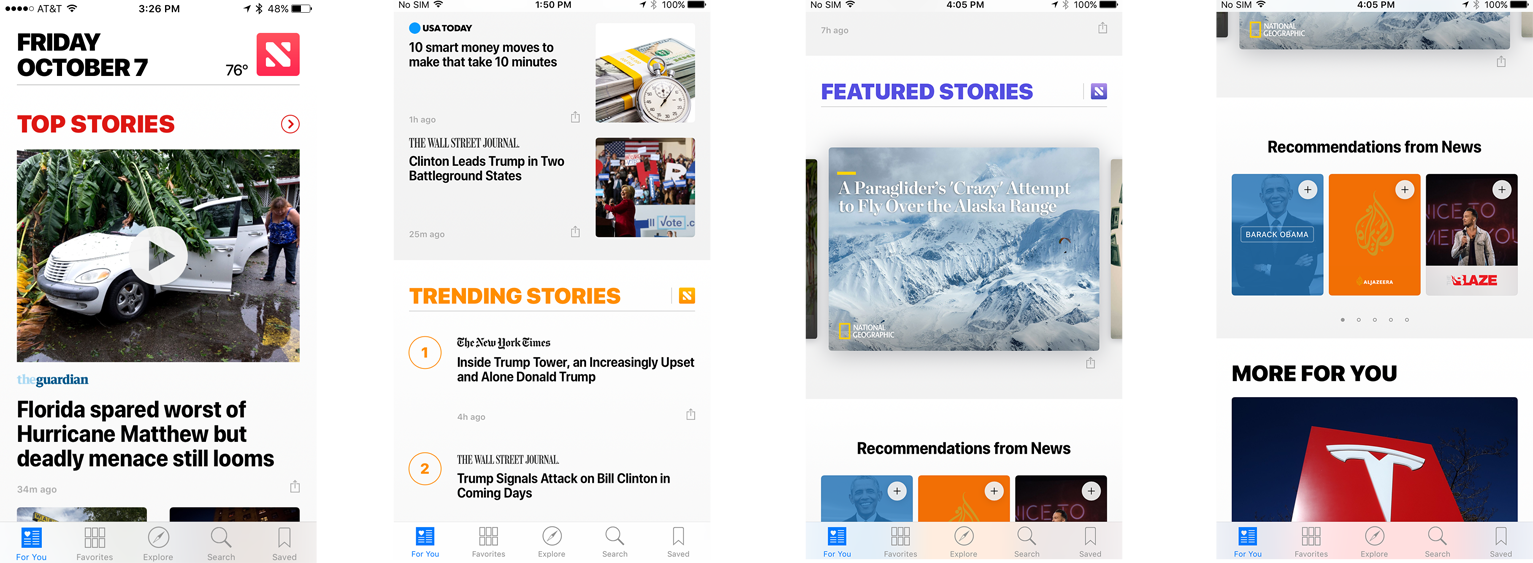 AT&T 3:26 PM 48%
FRIDAY
OCTOBER 7
76°
TOP STORIES
theguardian
Florida spared worst of
Hurricane Matthew but
deadly menace still looms
34m ago
For You Favorites Explore Search Saved
No SIM 1:50 PM 100%
USA TODAY
10 smart money moves to
make that take 10 minutes
1h ago
THE WALL STREET JOURNAL.
Clinton Leads Trump in Two
Battleground States
Vote
25m ago
TRENDING STORIES
1
The New York Times
Inside Trump Tower, an Increasingly Upset
and Alone Donald Trump
4h ago
2
THE WALL STREET JOURNAL.
Trump Signals Attack on Bill Clinton in
Coming Days
For You Favorites Explore Search Saved
No SIM 4:05 PM 100%
7h ago
FEATURED STORIES
A Paraglider's 'Crazy' Attempt
to Fly Over the Alaska Range
NATIONAL
GEOGRAPHIC
Recommendations from News
NICE TO
For You Favorites Explore Search Saved
No SIM 4:05 PM 100%
NATIONAL
GEOGRAPHIC
Recommendations from News
BARACK OBAMA
ALJAZEERA
NICE TO
MEET YOU
BLAZE
MORE FOR YOU
For You Favorites Explore Search Saved